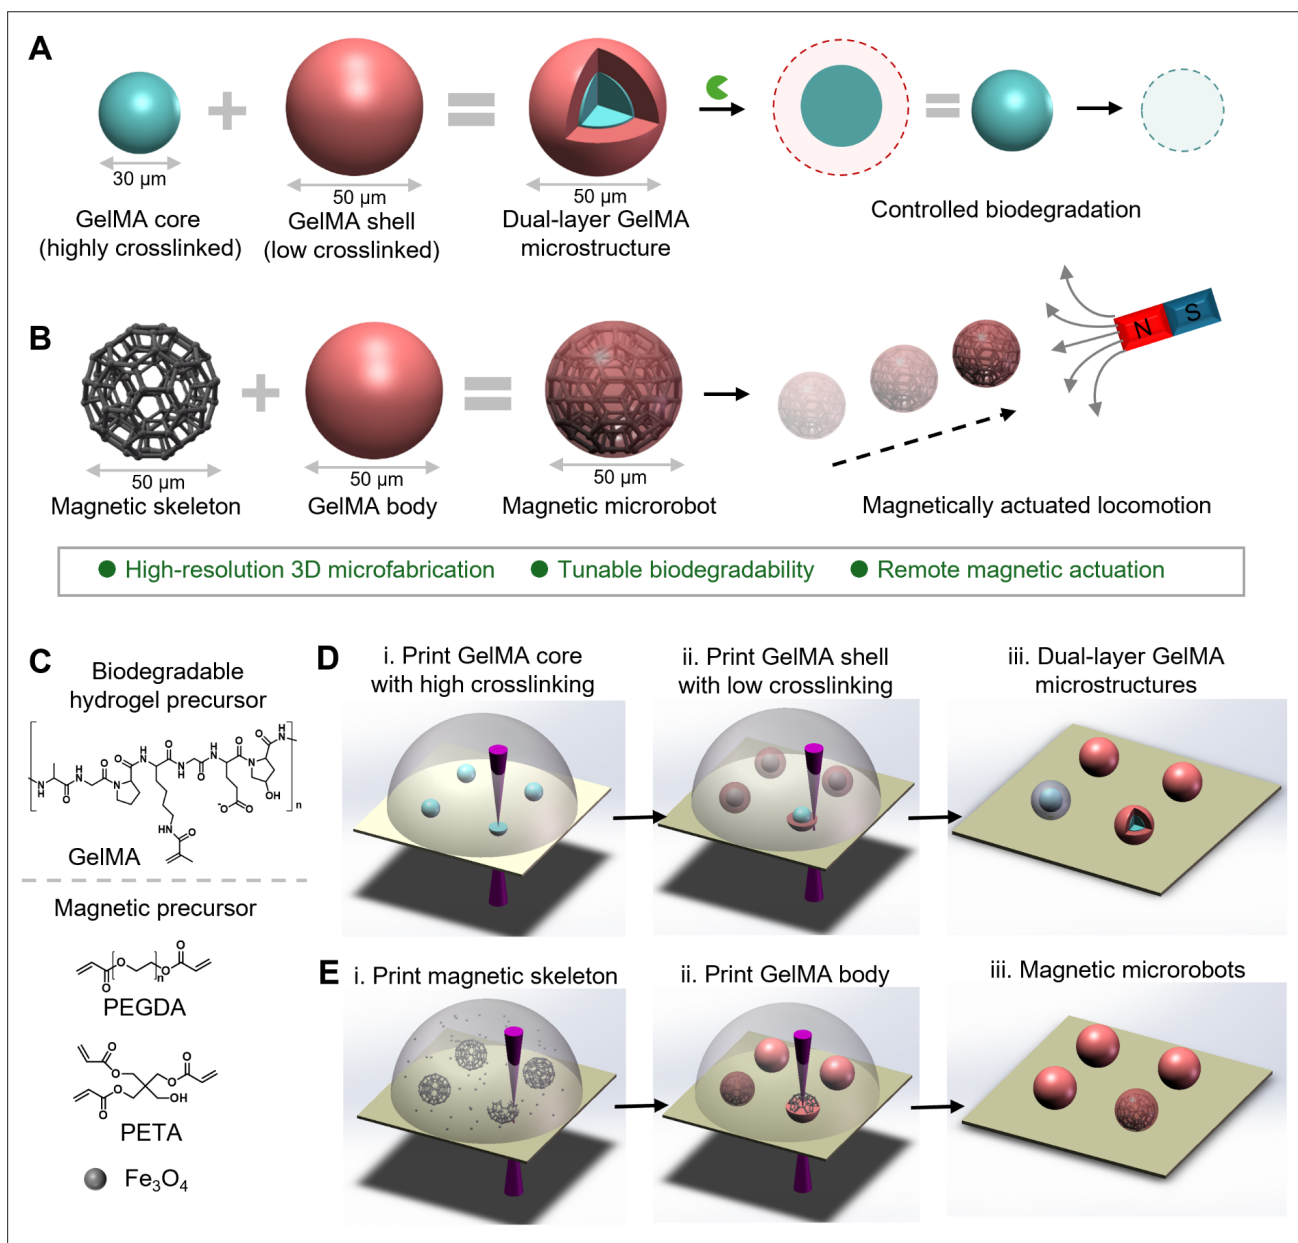 A
30 µm
GelMA core
(highly crosslinked)
50 µm
GelMA shell
(low crosslinked)
50 µm
Dual-layer GelMA
microstructure
Controlled biodegradation
B
50 µm
Magnetic skeleton
50 µm
GelMA body
50 µm
Magnetic microrobot
N S
Magnetically actuated locomotion
High-resolution 3D microfabrication
Tunable biodegradability
Remote magnetic actuation
C
Biodegradable
hydrogel precursor
H
N
O
N
H
O
N
O
H
N
O
N
H
O
H
N
O
N
O
H
N
O
O⁻
OH
n
HN
O
GelMA
Magnetic precursor
O
O
n
O
O
PEGDA
O
O
O
O
O
O
OH
PETA
Fe₃O₄
D
i. Print GelMA core
with high crosslinking
ii. Print GelMA shell
with low crosslinking
iii. Dual-layer GelMA
microstructures
E
i. Print magnetic skeleton
ii. Print GelMA body
iii. Magnetic microrobots